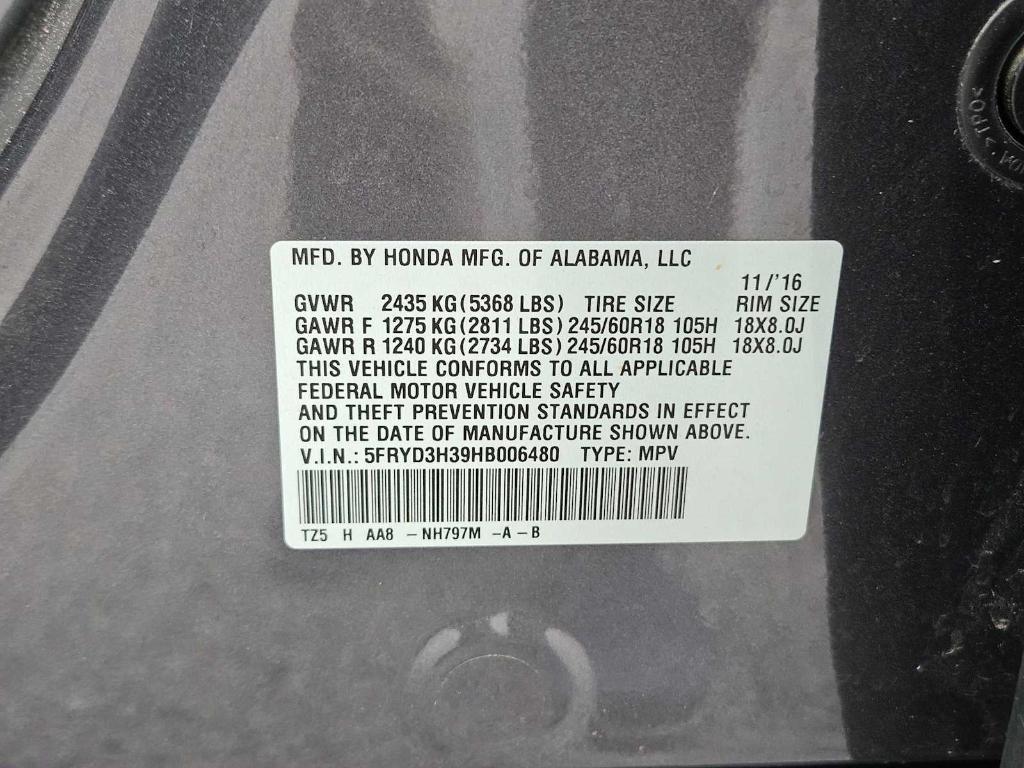 MFD. BY HONDA MFG. OF ALABAMA, LLC
11/'16
GVWR 2435 KG (5368 LBS) TIRE SIZE RIM SIZE
GAWR F 1275 KG (2811 LBS) 245/60R18 105H 18X8.0J
GAWR R 1240 KG (2734 LBS) 245/60R18 105H 18X8.0J
THIS VEHICLE CONFORMS TO ALL APPLICABLE
FEDERAL MOTOR VEHICLE SAFETY
AND THEFT PREVENTION STANDARDS IN EFFECT
ON THE DATE OF MANUFACTURE SHOWN ABOVE.
V.I.N.: 5FRYD3H39HB006480 TYPE: MPV
TZ5 H AA8 – NH797M –A – B
>TPO<